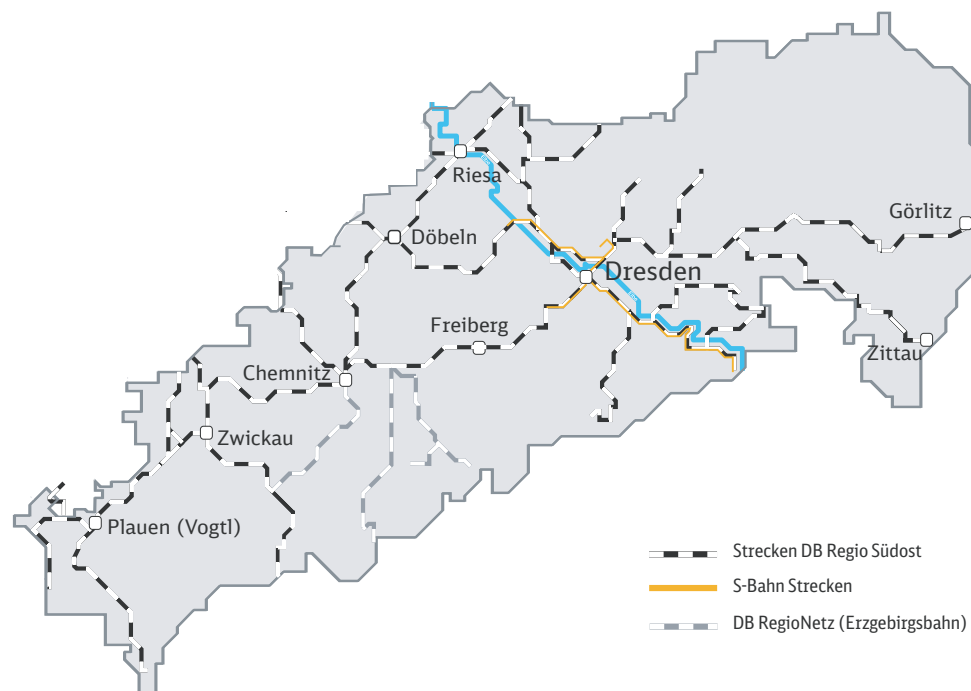 Riesa
Görlitz
Döbeln
Dresden
Freiberg
Zittau
Chemnitz
Zwickau
Plauen (Vogtl)
Strecken DB Regio Südost
S-Bahn Strecken
DB RegioNetz (Erzgebirgsbahn)